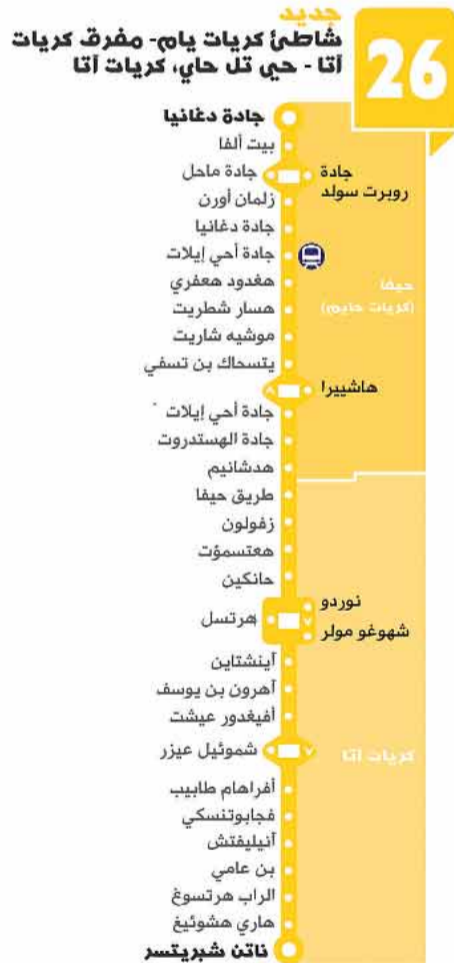 جديد
شاطئ كريات يام- مفرق كريات
آتا - حي تل حاي، كريات آتا
26
جادة دغانيا
بيت ألفا
جادة ماحل
جادة
روبرت سولد
زلمان أورن
جادة دغانيا
جادة أحي إيلات
هغدود هعفري
حيفا
(كريات حاييم)
هسار شطريت
موشيه شاريت
يتسحاك بن تسفي
هاشييرا
جادة أحي إيلات
جادة الهستدروت
هدشانيم
طريق حيفا
زفولون
هعتسمؤت
حانكين
نوردو
هرتسل
شهوغو مولر
آينشتاين
آهرون بن يوسف
أفيغدور عيشت
شموئيل عيزر
كريات آتا
أفراهام طابيب
فجابوتنسكي
آنيليفتش
بن عامي
الراب هرتسوغ
هاري هشوئيغ
ناتن شبريتسر